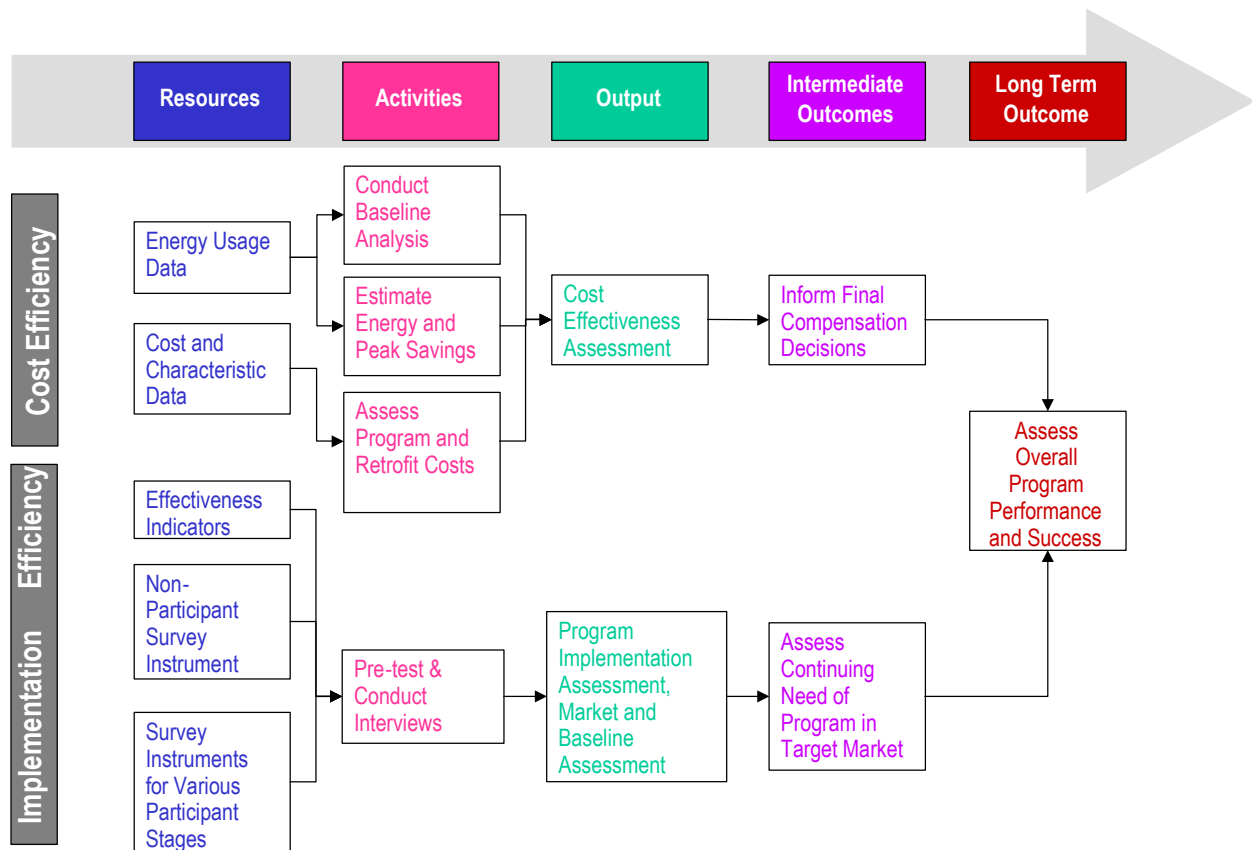 Resources
Activities
Output
Intermediate
Outcomes
Long Term
Outcome
Cost Efficiency
Energy Usage
Data
Cost and
Characteristic
Data
Conduct
Baseline
Analysis
Estimate
Energy and
Peak Savings
Assess
Program and
Retrofit Costs
Cost
Effectiveness
Assessment
Inform Final
Compensation
Decisions
Assess
Overall
Program
Performance
and Success
Implementation Efficiency
Effectiveness
Indicators
Non-
Participant
Survey
Instrument
Survey
Instruments
for Various
Participant
Stages
Pre-test &
Conduct
Interviews
Program
Implementation
Assessment,
Market and
Baseline
Assessment
Assess
Continuing
Need of
Program in
Target Market